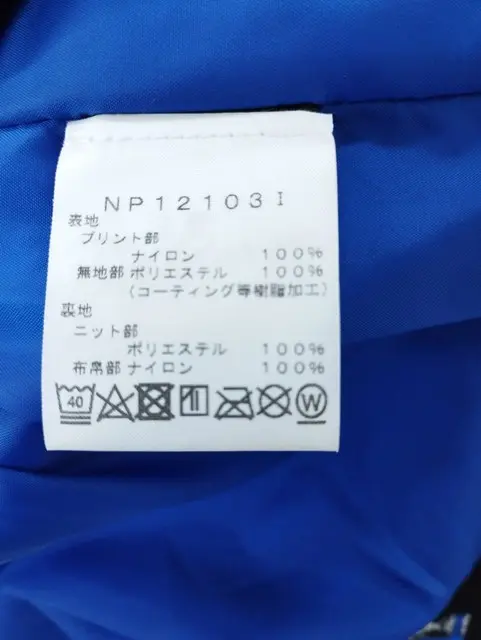 NP12103I
表地
プリント部
ナイロン 100%
無地部 ポリエステル 100%
(コーティング等樹脂加工)
裏地
ニット部
ポリエステル 100%
布帛部 ナイロン 100%
40 W